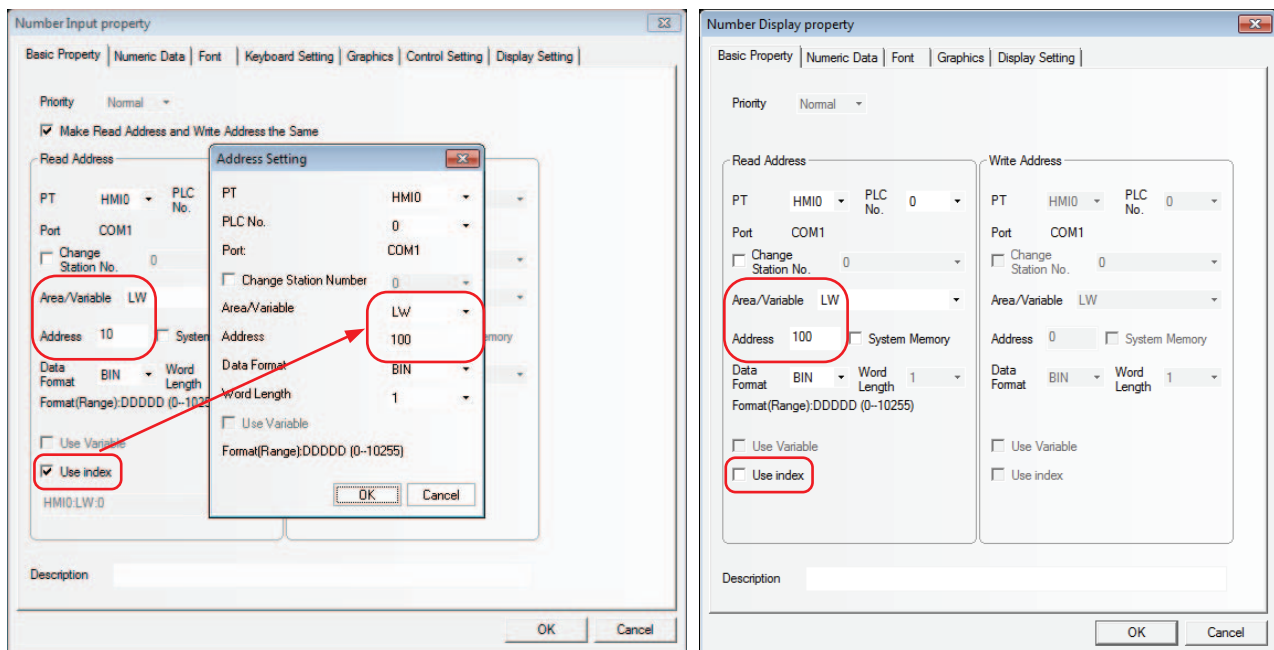 Number Input property
Basic Property Numeric Data Font Keyboard Setting Graphics Control Setting Display Setting
Priority Normal
Make Read Address and Write Address the Same
Read Address
PT HMI0 PLC No.
Port COM1
Change Station No. 0
Area/Variable LW
Address 10 System
Data Format BIN Word Length
Format(Range):DDDDD (0--1025
Use Variable
Use index
HMI0:LW:0
Description
OK Cancel
Address Setting
PT HMI0
PLC No. 0
Port: COM1
Change Station Number 0
Area/Variable LW
Address 100
Data Format BIN
Word Length 1
Use Variable
Format(Range):DDDDD (0--10255)
OK Cancel
emory
Number Display property
Basic Property Numeric Data Font Graphics Display Setting
Priority Normal
Read Address
PT HMI0 PLC No. 0
Port COM1
Change Station No. 0
Area/Variable LW
Address 100 System Memory
Data Format BIN Word Length 1
Format(Range):DDDDD (0--10255)
Use Variable
Use index
Write Address
PT HMI0 PLC No. 0
Port COM1
Change Station No. 0
Area/Variable LW
Address 0 System Memory
Data Format BIN Word Length 1
Use Variable
Use index
Description
OK Cancel